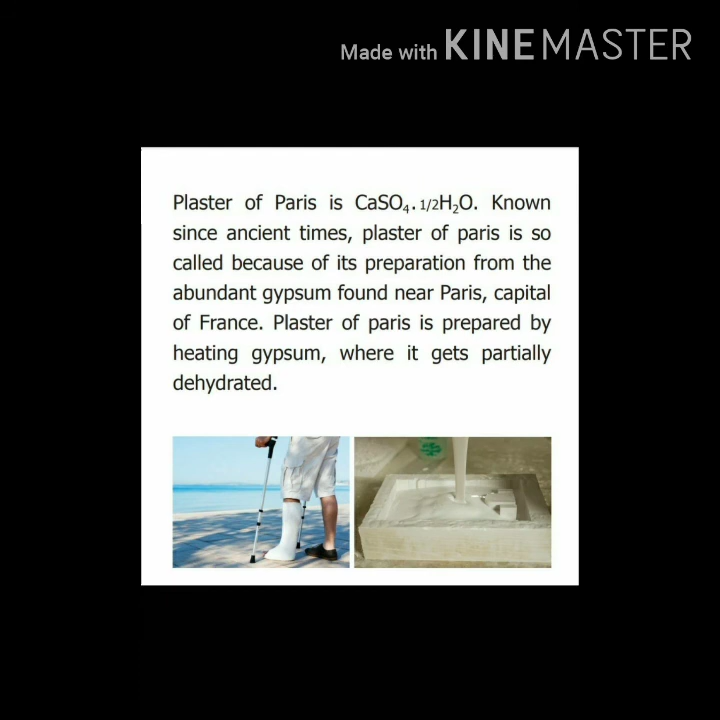 Made with KINEMASTER
Plaster of Paris is CaSO₄. 1/2H₂O. Known
since ancient times, plaster of paris is so
called because of its preparation from the
abundant gypsum found near Paris, capital
of France. Plaster of paris is prepared by
heating gypsum, where it gets partially
dehydrated.